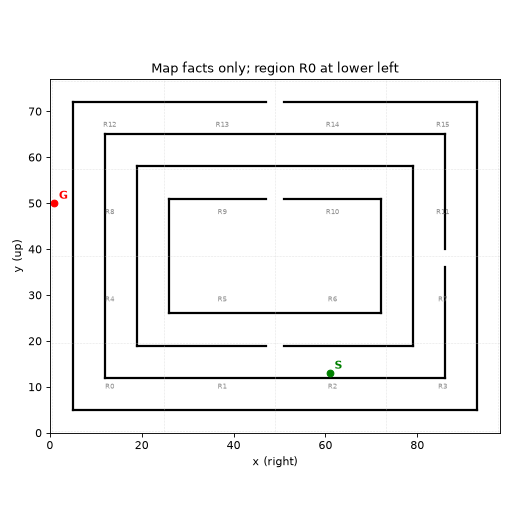 Map facts only; region R0 at lower left
70
60
50
40
30
20
10
0
y (up)
R12 R13 R14 R15
G
R8 R9 R10 R11
R4 R5 R6 R7
S
R0 R1 R2 R3
0 20 40 60 80
x (right)